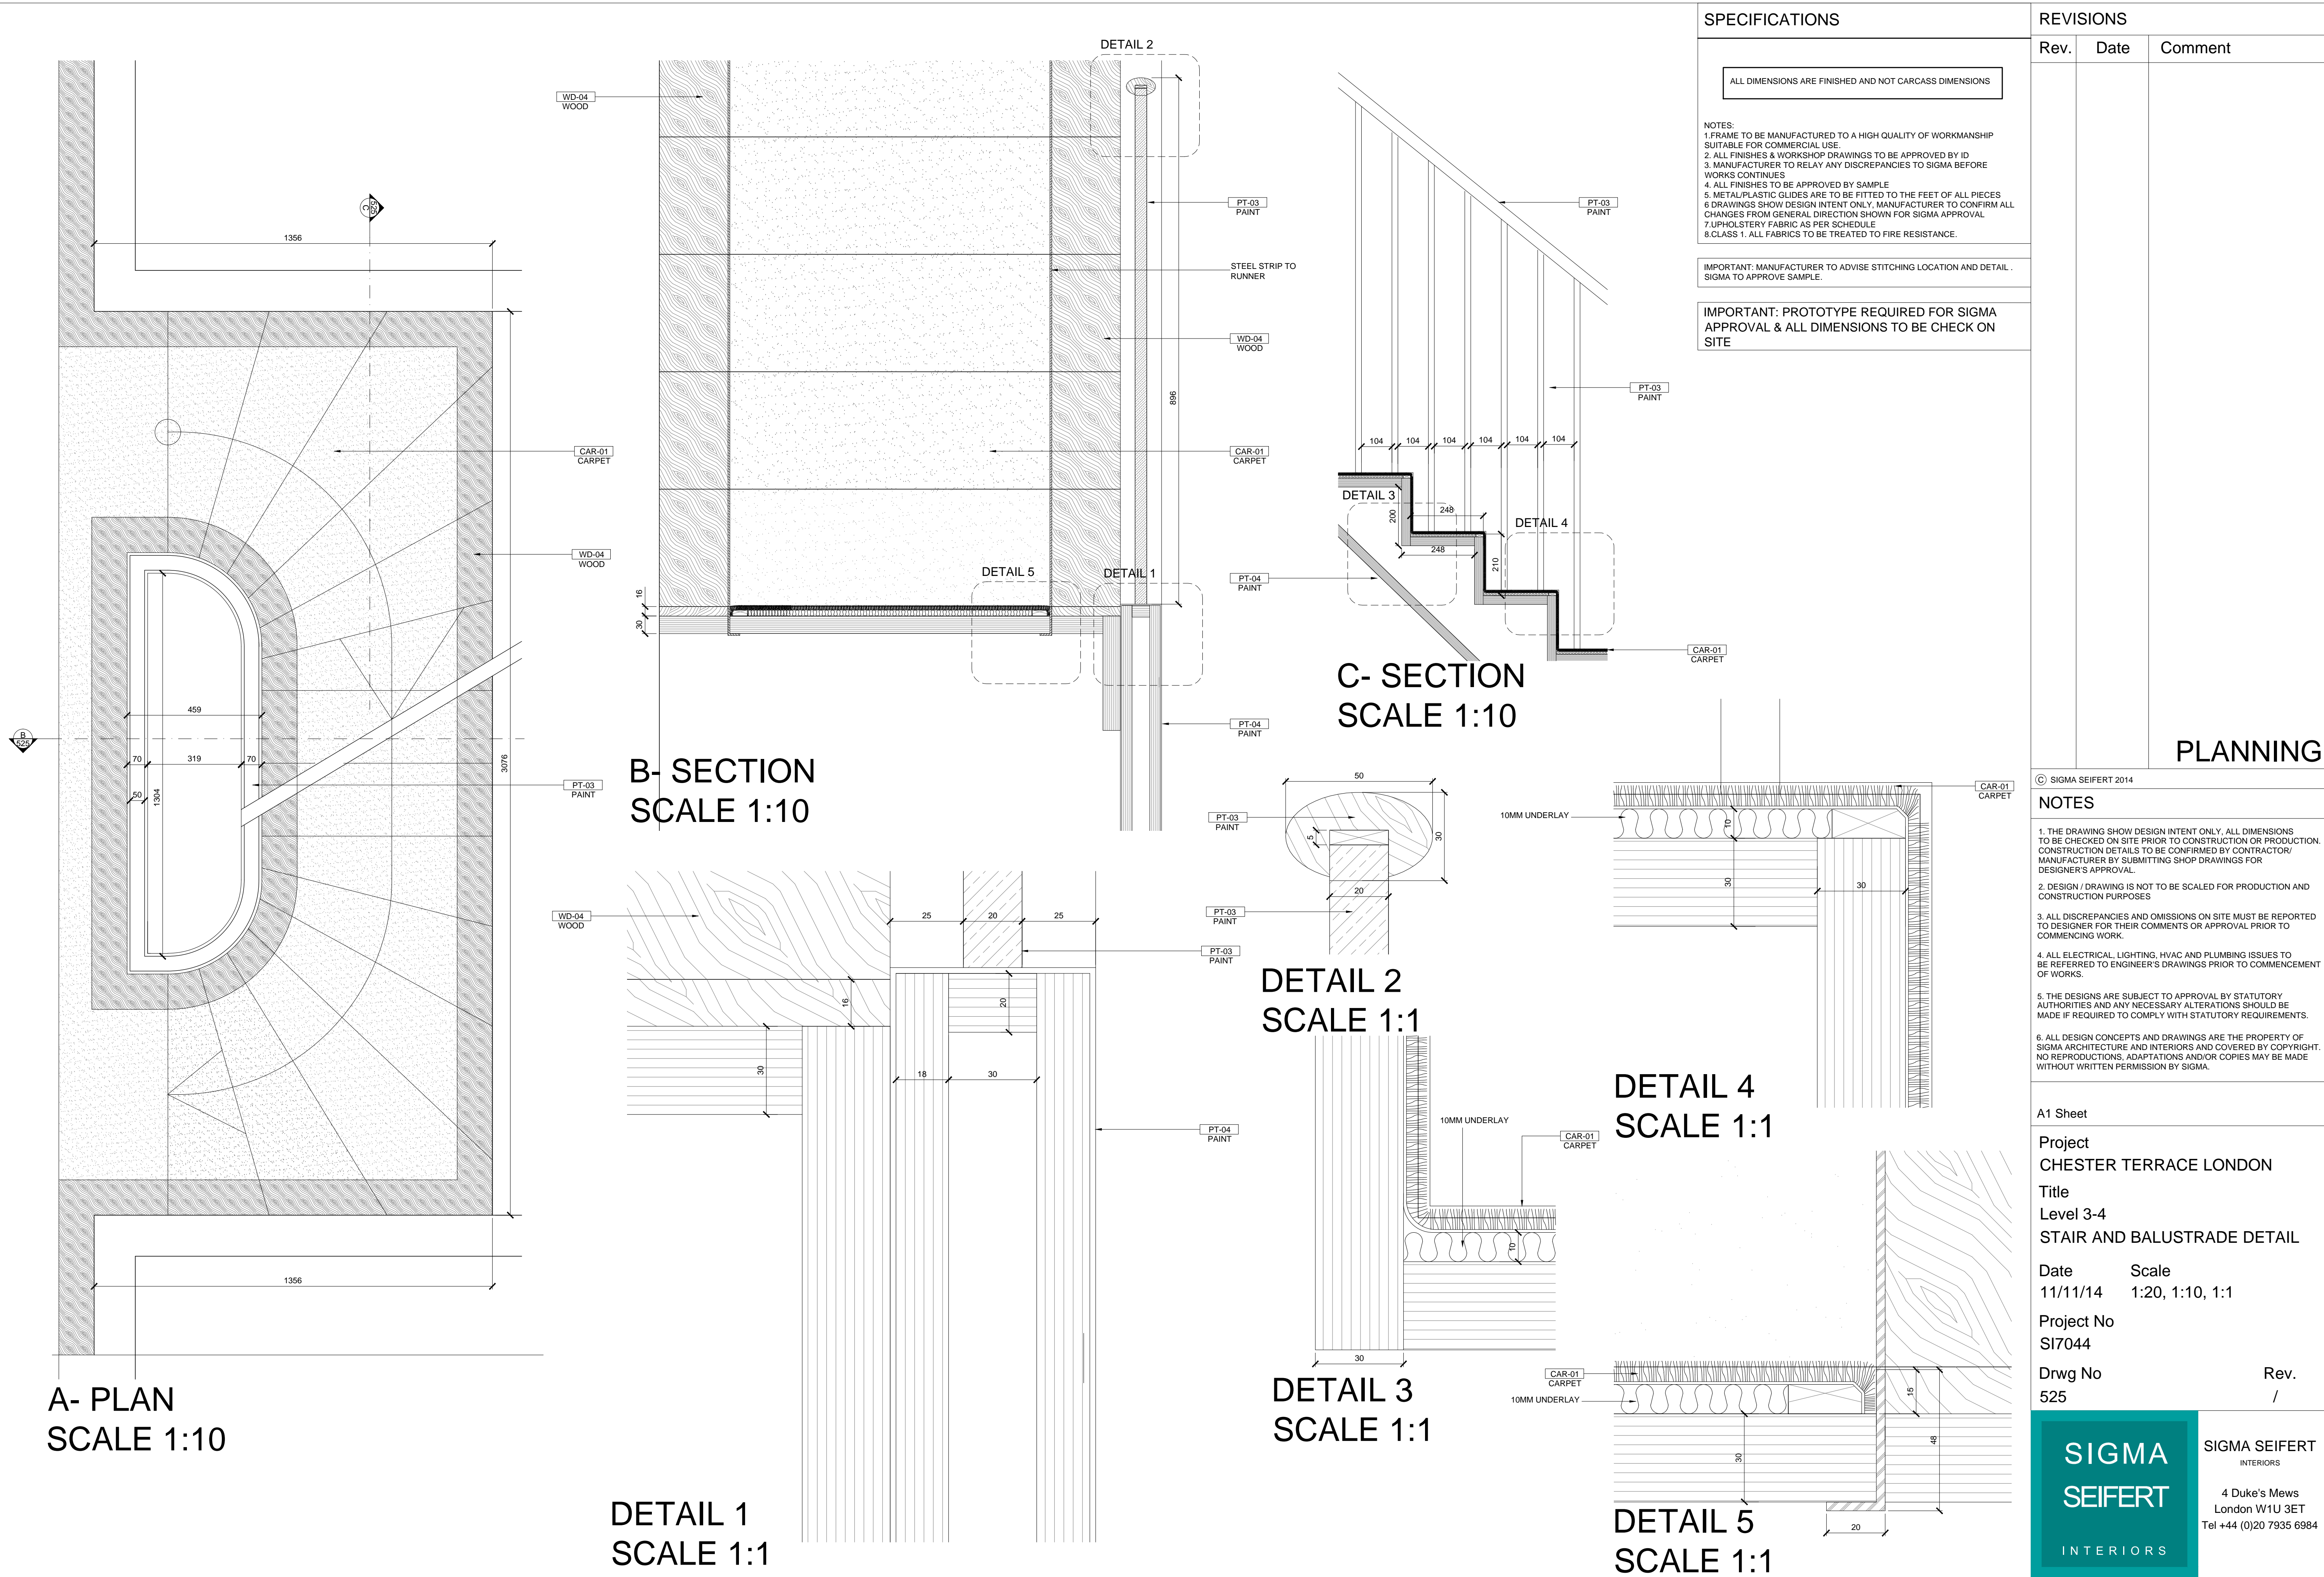 A- PLAN
SCALE 1:10
C
525
B
525
1356
459
70
319
70
50
1304
3076
1356
CAR-01
CARPET
WD-04
WOOD
PT-03
PAINT
B- SECTION
SCALE 1:10
WD-04
WOOD
DETAIL 2
PT-03
PAINT
STEEL STRIP TO
RUNNER
WD-04
WOOD
896
CAR-01
CARPET
DETAIL 5
DETAIL 1
16
30
PT-04
PAINT
C- SECTION
SCALE 1:10
PT-03
PAINT
PT-03
PAINT
104
104
104
104
104
104
DETAIL 3
200
248
248
DETAIL 4
210
PT-04
PAINT
CAR-01
CARPET
DETAIL 1
SCALE 1:1
WD-04
WOOD
25
20
25
PT-03
PAINT
16
20
30
18
30
PT-04
PAINT
DETAIL 2
SCALE 1:1
50
PT-03
PAINT
5
30
20
PT-03
PAINT
DETAIL 3
SCALE 1:1
10MM UNDERLAY
CAR-01
CARPET
10
30
DETAIL 4
SCALE 1:1
10MM UNDERLAY
CAR-01
CARPET
10
30
30
DETAIL 5
SCALE 1:1
CAR-01
CARPET
10MM UNDERLAY
48
30
20
SPECIFICATIONS
ALL DIMENSIONS ARE FINISHED AND NOT CARCASS DIMENSIONS
NOTES:
1.FRAME TO BE MANUFACTURED TO A HIGH QUALITY OF WORKMANSHIP
SUITABLE FOR COMMERCIAL USE.
2. ALL FINISHES & WORKSHOP DRAWINGS TO BE APPROVED BY ID
3. MANUFACTURER TO RELAY ANY DISCREPANCIES TO SIGMA BEFORE
WORKS CONTINUES
4. ALL FINISHES TO BE APPROVED BY SAMPLE
5. METAL/PLASTIC GLIDES ARE TO BE FITTED TO THE FEET OF ALL PIECES
6 DRAWINGS SHOW DESIGN INTENT ONLY, MANUFACTURER TO CONFIRM ALL
CHANGES FROM GENERAL DIRECTION SHOWN FOR SIGMA APPROVAL
7.UPHOLSTERY FABRIC AS PER SCHEDULE
8.CLASS 1. ALL FABRICS TO BE TREATED TO FIRE RESISTANCE.
IMPORTANT: MANUFACTURER TO ADVISE STITCHING LOCATION AND DETAIL .
SIGMA TO APPROVE SAMPLE.
IMPORTANT: PROTOTYPE REQUIRED FOR SIGMA
APPROVAL & ALL DIMENSIONS TO BE CHECK ON
SITE
REVISIONS
Rev. Date Comment
PLANNING
© SIGMA SEIFERT 2014
NOTES
1. THE DRAWING SHOW DESIGN INTENT ONLY, ALL DIMENSIONS
TO BE CHECKED ON SITE PRIOR TO CONSTRUCTION OR PRODUCTION.
CONSTRUCTION DETAILS TO BE CONFIRMED BY CONTRACTOR/
MANUFACTURER BY SUBMITTING SHOP DRAWINGS FOR
DESIGNER'S APPROVAL.
2. DESIGN / DRAWING IS NOT TO BE SCALED FOR PRODUCTION AND
CONSTRUCTION PURPOSES
3. ALL DISCREPANCIES AND OMISSIONS ON SITE MUST BE REPORTED
TO DESIGNER FOR THEIR COMMENTS OR APPROVAL PRIOR TO
COMMENCING WORK.
4. ALL ELECTRICAL, LIGHTING, HVAC AND PLUMBING ISSUES TO
BE REFERRED TO ENGINEER'S DRAWINGS PRIOR TO COMMENCEMENT
OF WORKS.
5. THE DESIGNS ARE SUBJECT TO APPROVAL BY STATUTORY
AUTHORITIES AND ANY NECESSARY ALTERATIONS SHOULD BE
MADE IF REQUIRED TO COMPLY WITH STATUTORY REQUIREMENTS.
6. ALL DESIGN CONCEPTS AND DRAWINGS ARE THE PROPERTY OF
SIGMA ARCHITECTURE AND INTERIORS AND COVERED BY COPYRIGHT.
NO REPRODUCTIONS, ADAPTATIONS AND/OR COPIES MAY BE MADE
WITHOUT WRITTEN PERMISSION BY SIGMA.
A1 Sheet
Project
CHESTER TERRACE LONDON
Title
Level 3-4
STAIR AND BALUSTRADE DETAIL
Date Scale
11/11/14 1:20, 1:10, 1:1
Project No
SI7044
Drwg No Rev.
525 /
SIGMA
SEIFERT
INTERIORS
SIGMA SEIFERT
INTERIORS
4 Duke's Mews
London W1U 3ET
Tel +44 (0)20 7935 6984